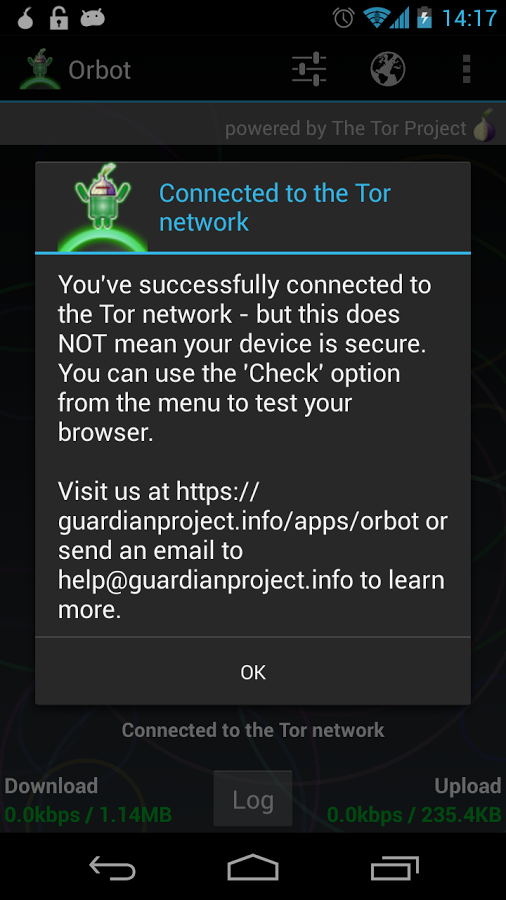 14:17
Orbot
powered by The Tor Project
Connected to the Tor
network
You've successfully connected to
the Tor network - but this does
NOT mean your device is secure.
You can use the 'Check' option
from the menu to test your
browser.
Visit us at https://
guardianproject.info/apps/orbot or
send an email to
help@guardianproject.info to learn
more.
OK
Connected to the Tor network
Download
Upload
0.0kbps / 1.14MB
Log
0.0kbps / 235.4KB